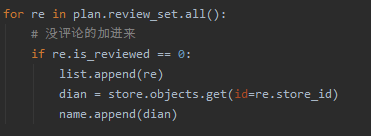 for re in plan.review_set.all():
    # 没评论的加进来
    if re.is_reviewed == 0:
        list.append(re)
        dian = store.objects.get(id=re.store_id)
        name.append(dian)